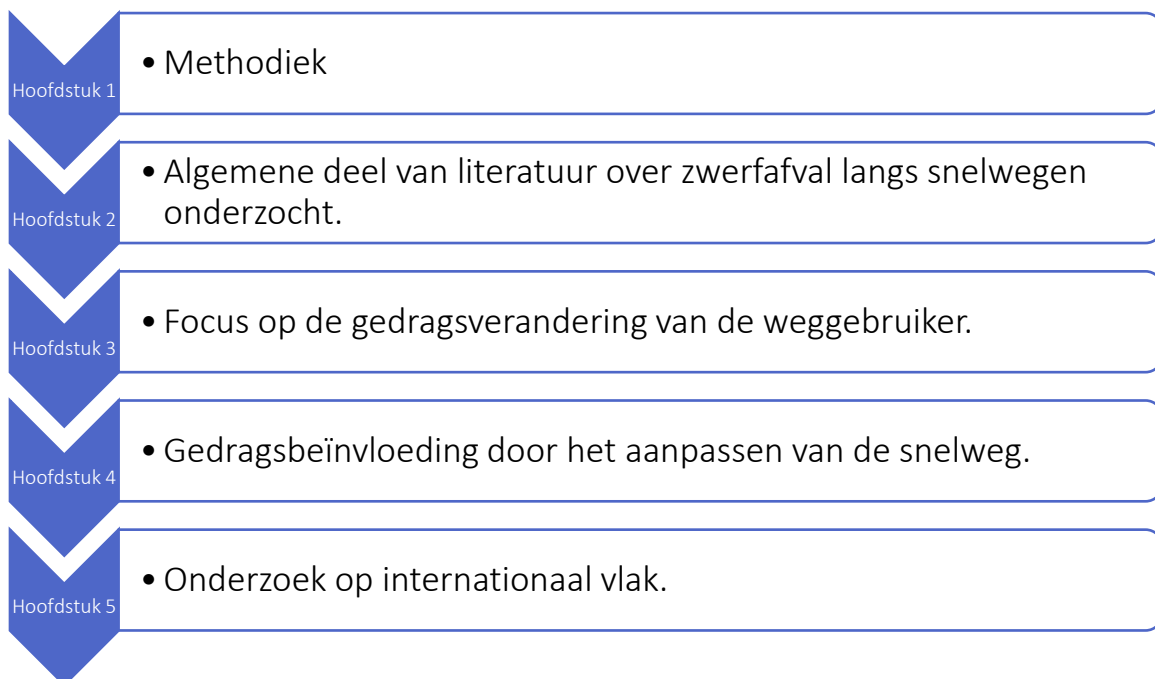 Hoofdstuk 1
• Methodiek
Hoofdstuk 2
• Algemene deel van literatuur over zwerfafval langs snelwegen
onderzocht.
Hoofdstuk 3
• Focus op de gedragsverandering van de weggebruiker.
Hoofdstuk 4
• Gedragsbeïnvloeding door het aanpassen van de snelweg.
Hoofdstuk 5
• Onderzoek op internationaal vlak.